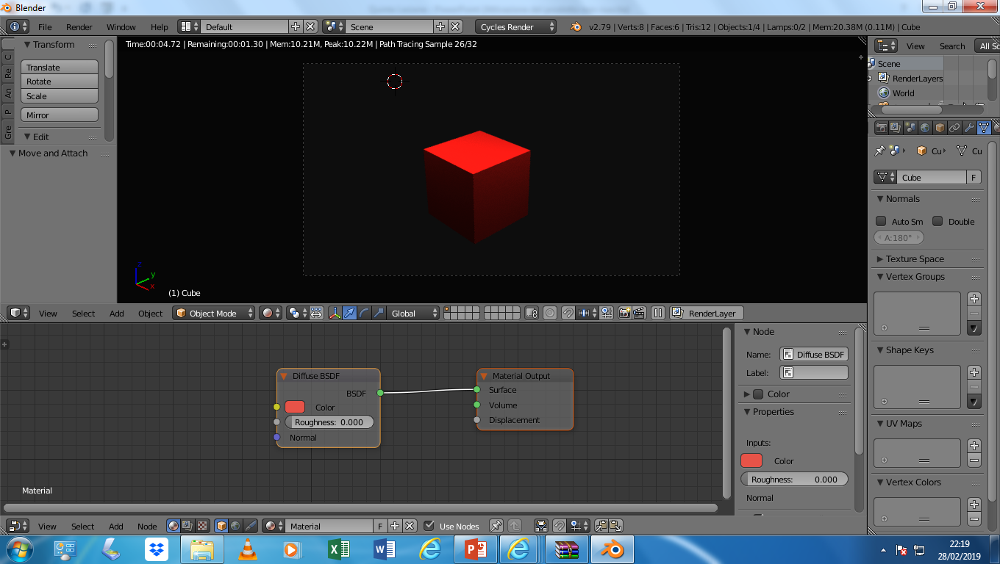 Blender
File Render Window Help Default Scene Cycles Render v2.79 | Verts:8 | Faces:6 | Tris:12 | Objects:1/4 | Lamps:0/2 | Mem:20.38M (0.11M) | Cube
Transform
Translate
Rotate
Scale
Mirror
Edit
Move and Attach
C
Re
An
P
Gre
Time:00:04.72 | Remaining:00:01.30 | Mem:10.21M, Peak:10.22M | Path Tracing Sample 26/32
z
y
x
(1) Cube
View Select Add Object Object Mode Global RenderLayer
View Search All Sc
Scene
RenderLayers
World
Cu Cu
Cube F
Normals
Auto Sm Double
A:180°
Texture Space
Vertex Groups
Shape Keys
UV Maps
Vertex Colors
Diffuse BSDF
BSDF
Color
Roughness: 0.000
Normal
Material Output
Surface
Volume
Displacement
Material
Node
Name: Diffuse BSDF
Label:
Color
Properties
Inputs:
Color
Roughness: 0.000
Normal
View Select Add Node Material F Use Nodes
22:19
28/02/2019